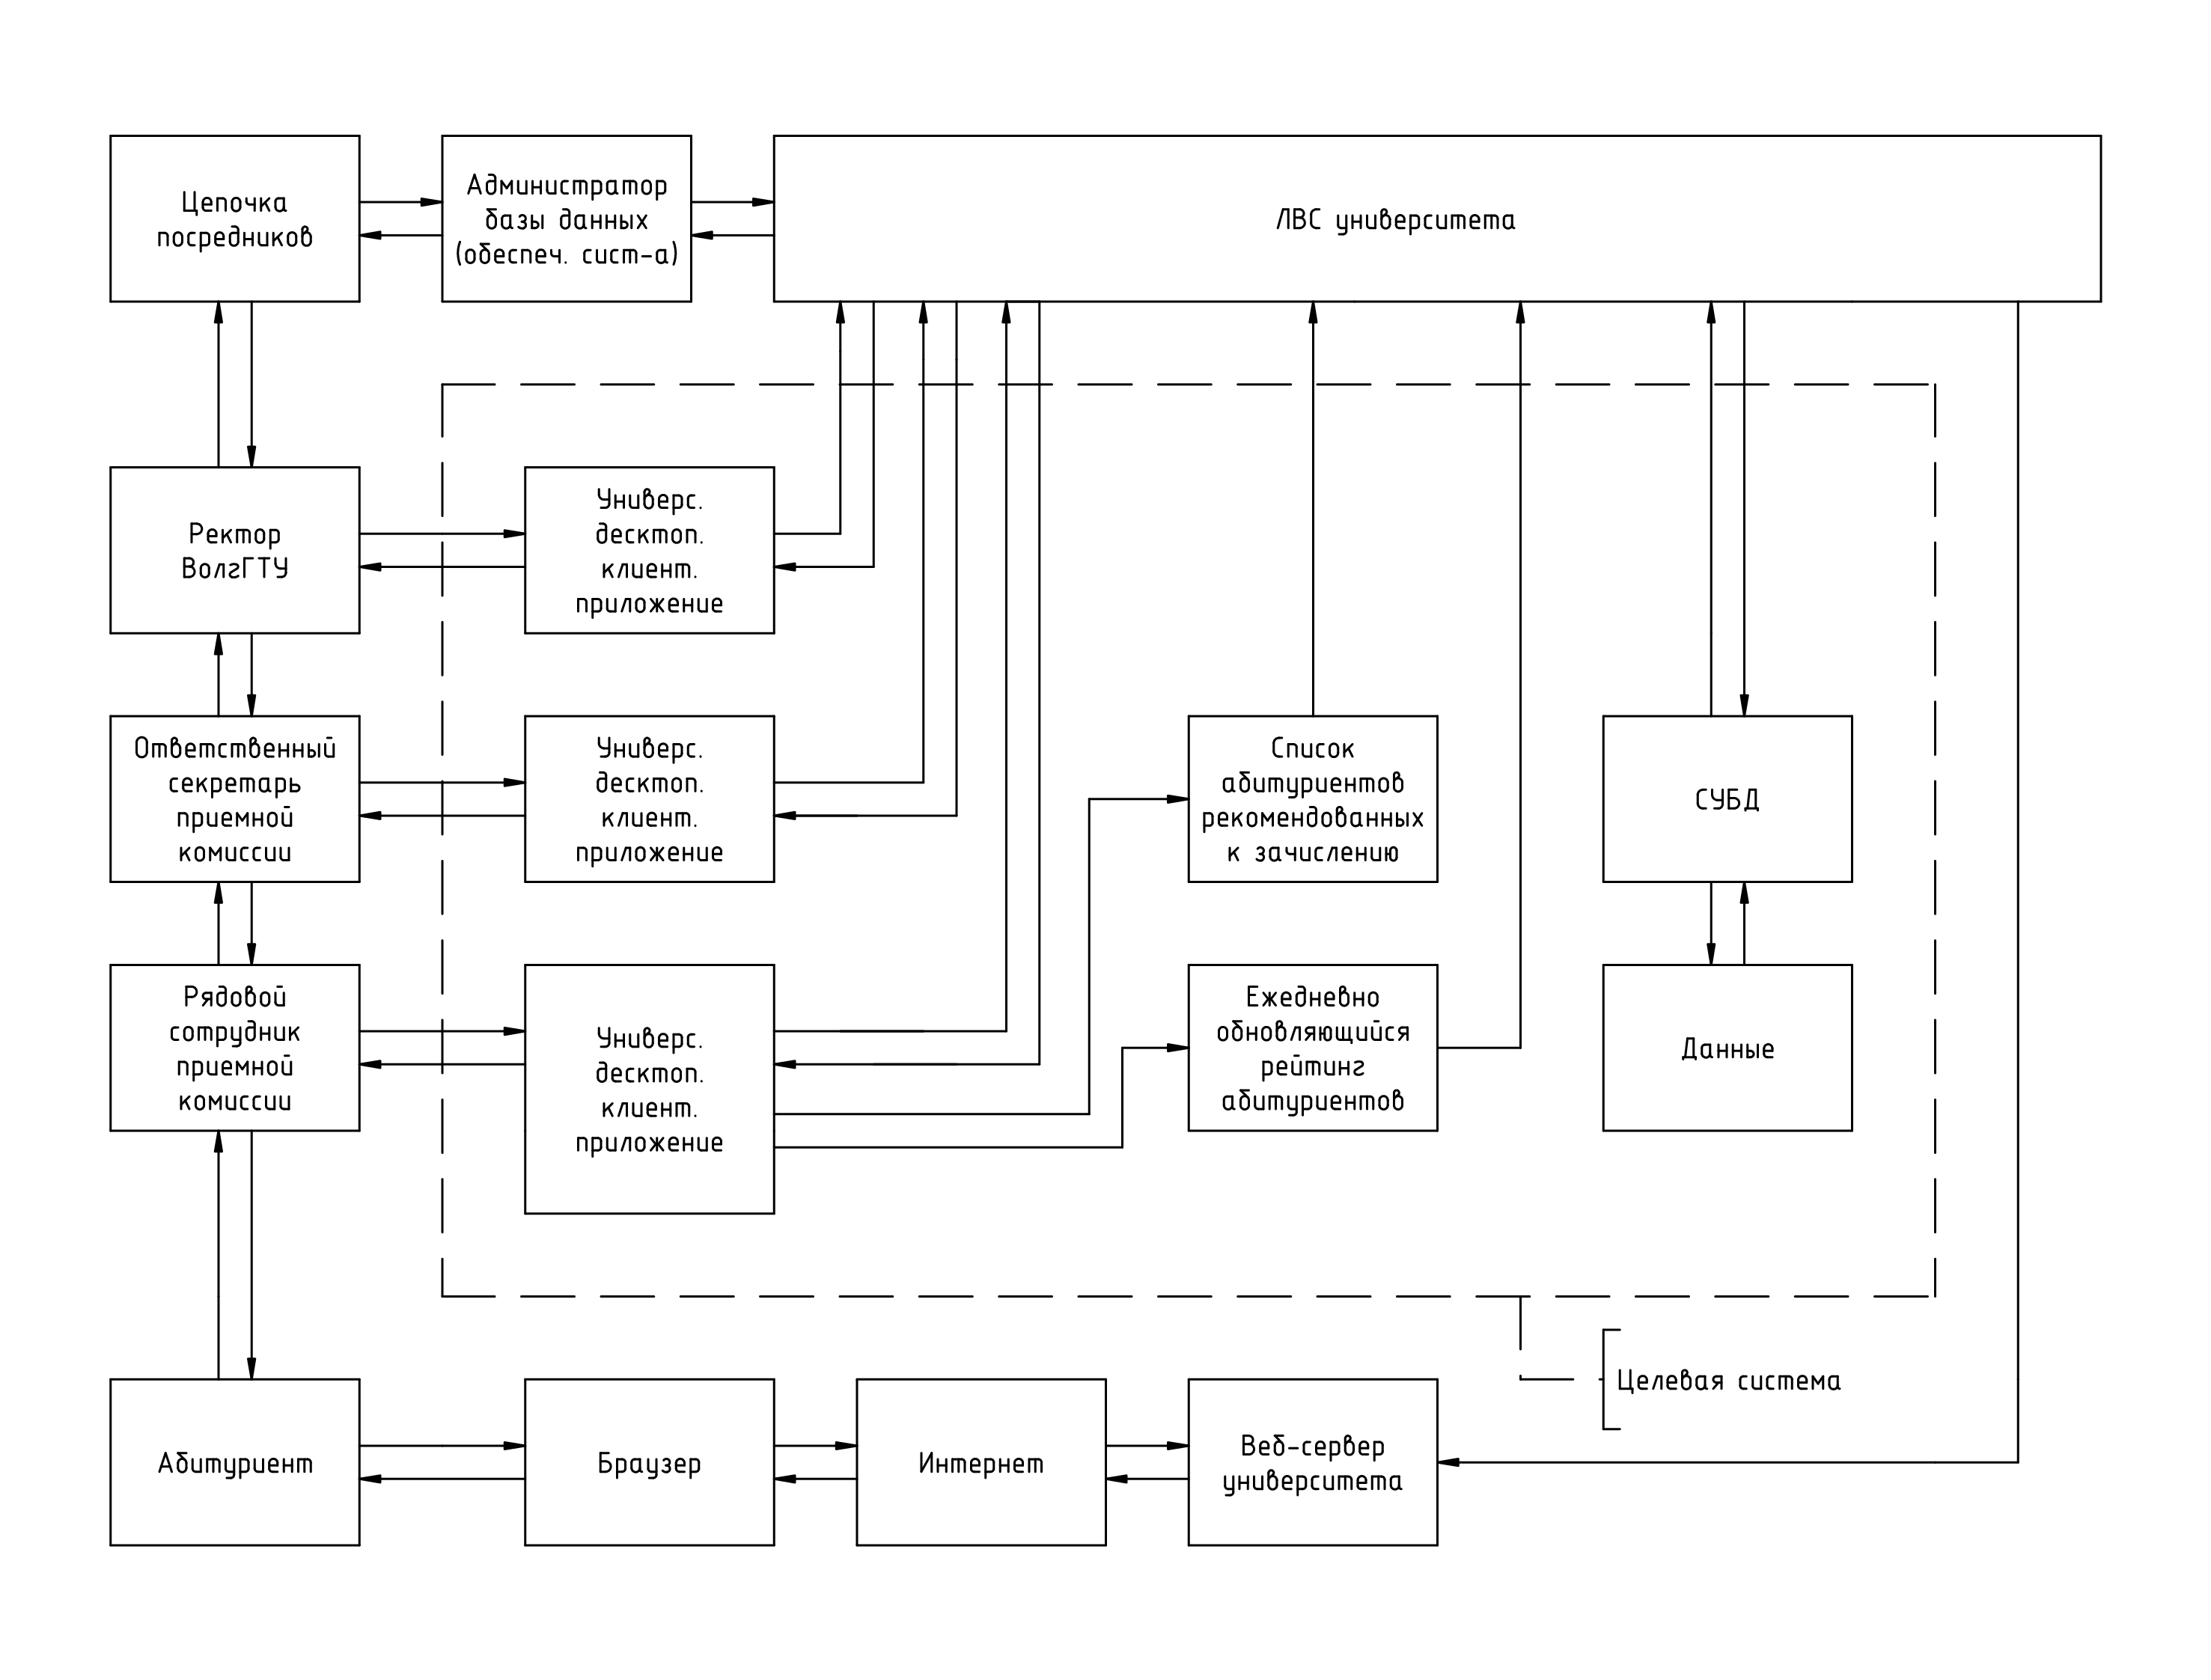 Цепочка
посредников
Администратор
базы данных
(обеспеч. сист-а)
ЛВС университета
Ректор
ВолгГТУ
Универс.
десктоп.
клиент.
приложение
Ответственный
секретарь
приемной
комиссии
Универс.
десктоп.
клиент.
приложение
Список
абитуриентов
рекомендованных
к зачислению
СУБД
Рядовой
сотрудник
приемной
комиссии
Универс.
десктоп.
клиент.
приложение
Ежедневно
обновляющийся
рейтинг
абитуриентов
Данные
Целевая система
Абитуриент
Браузер
Интернет
Веб-сервер
университета